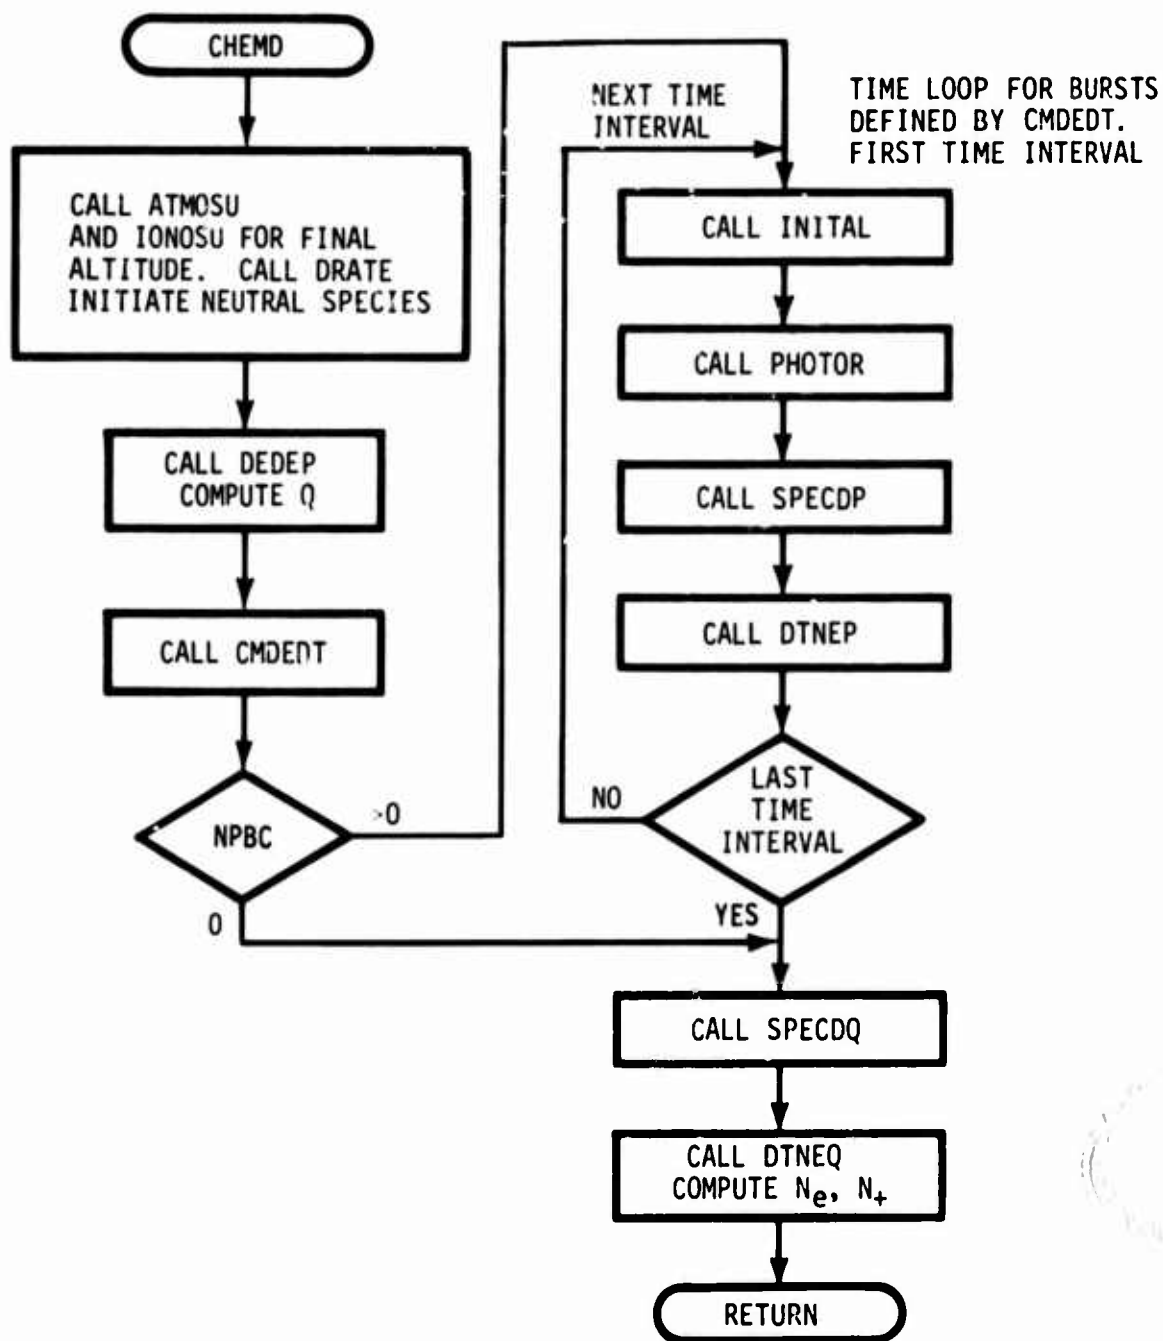 CHEMD
CALL ATMOSU
AND IONOSU FOR FINAL
ALTITUDE. CALL DRATE
INITIATE NEUTRAL SPECIES
CALL DEDEP
COMPUTE Q
CALL CMDEDT
NPBC
>0
0
NEXT TIME
INTERVAL
TIME LOOP FOR BURSTS
DEFINED BY CMDEDT.
FIRST TIME INTERVAL
CALL INITAL
CALL PHOTOR
CALL SPECDP
CALL DTNEP
LAST
TIME
INTERVAL
NO
YES
CALL SPECDQ
CALL DTNEQ
COMPUTE Ne, N+
RETURN